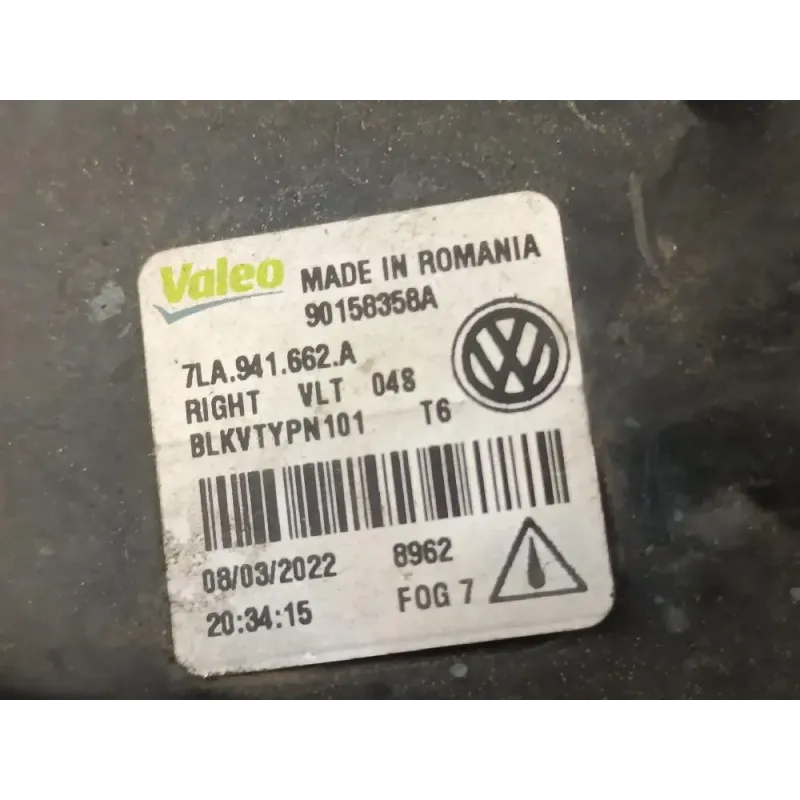 Valeo MADE IN ROMANIA
90158358A
7LA.941.662.A
RIGHT VLT 048
BLKVTYPN101 T6
08/03/2022 8962
20:34:15 FOG 7